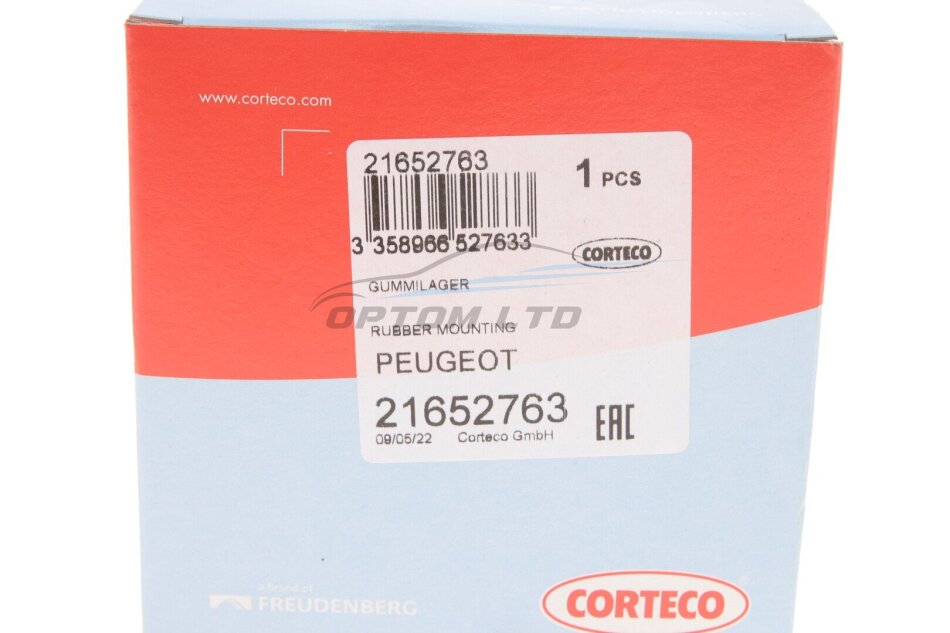 FREUDENBERG
www.corteco.com
21652763
1 PCS
3 358966 527633
CORTECO
GUMMILAGER
OPTOM LTD
RUBBER MOUNTING
PEUGEOT
21652763
09/05/22 Corteco GmbH
EAC
a brand of
FREUDENBERG
CORTECO®